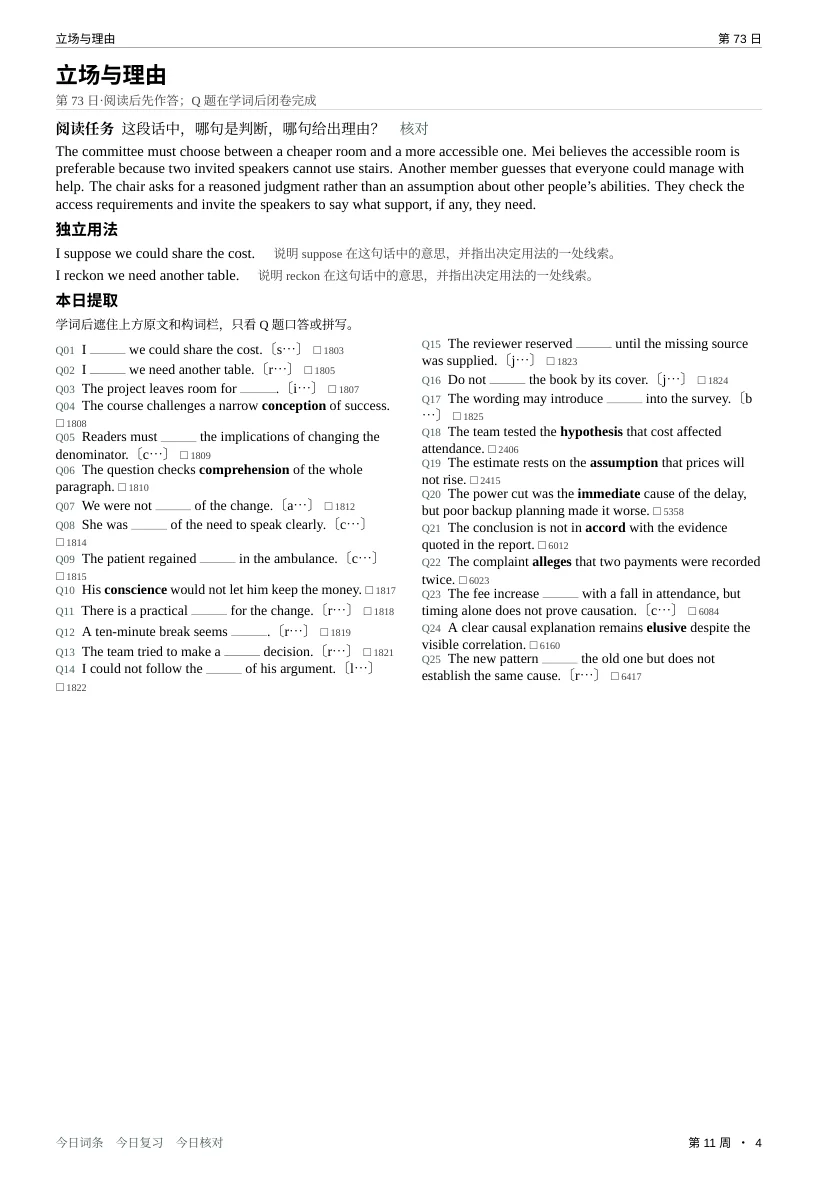 立场与理由 第 73 日
立场与理由
第 73 日·阅读后先作答；Q 题在学词后闭卷完成
阅读任务 这段话中，哪句是判断，哪句给出理由？ 核对
The committee must choose between a cheaper room and a more accessible one. Mei believes the accessible room is
preferable because two invited speakers cannot use stairs. Another member guesses that everyone could manage with
help. The chair asks for a reasoned judgment rather than an assumption about other people’s abilities. They check the
access requirements and invite the speakers to say what support, if any, they need.
独立用法
I suppose we could share the cost. 说明 suppose 在这句话中的意思，并指出决定用法的一处线索。
I reckon we need another table. 说明 reckon 在这句话中的意思，并指出决定用法的一处线索。
本日提取
学词后遮住上方原文和构词栏，只看 Q 题口答或拼写。
Q01 I _____ we could share the cost.〔s···〕 □ 1803
Q02 I _____ we need another table.〔r···〕 □ 1805
Q03 The project leaves room for _____.〔i···〕 □ 1807
Q04 The course challenges a narrow conception of success.
□ 1808
Q05 Readers must _____ the implications of changing the
denominator.〔c···〕 □ 1809
Q06 The question checks comprehension of the whole
paragraph. □ 1810
Q07 We were not _____ of the change.〔a···〕 □ 1812
Q08 She was _____ of the need to speak clearly.〔c···〕
□ 1814
Q09 The patient regained _____ in the ambulance.〔c···〕
□ 1815
Q10 His conscience would not let him keep the money. □ 1817
Q11 There is a practical _____ for the change.〔r···〕 □ 1818
Q12 A ten-minute break seems _____.〔r···〕 □ 1819
Q13 The team tried to make a _____ decision.〔r···〕 □ 1821
Q14 I could not follow the _____ of his argument.〔l···〕
□ 1822
Q15 The reviewer reserved _____ until the missing source
was supplied.〔j···〕 □ 1823
Q16 Do not _____ the book by its cover.〔j···〕 □ 1824
Q17 The wording may introduce _____ into the survey.〔b
···〕 □ 1825
Q18 The team tested the hypothesis that cost affected
attendance. □ 2406
Q19 The estimate rests on the assumption that prices will
not rise. □ 2415
Q20 The power cut was the immediate cause of the delay,
but poor backup planning made it worse. □ 5358
Q21 The conclusion is not in accord with the evidence
quoted in the report. □ 6012
Q22 The complaint alleges that two payments were recorded
twice. □ 6023
Q23 The fee increase _____ with a fall in attendance, but
timing alone does not prove causation.〔c···〕 □ 6084
Q24 A clear causal explanation remains elusive despite the
visible correlation. □ 6160
Q25 The new pattern _____ the old one but does not
establish the same cause.〔r···〕 □ 6417
今日词条 今日复习 今日核对 第 11 周 · 4